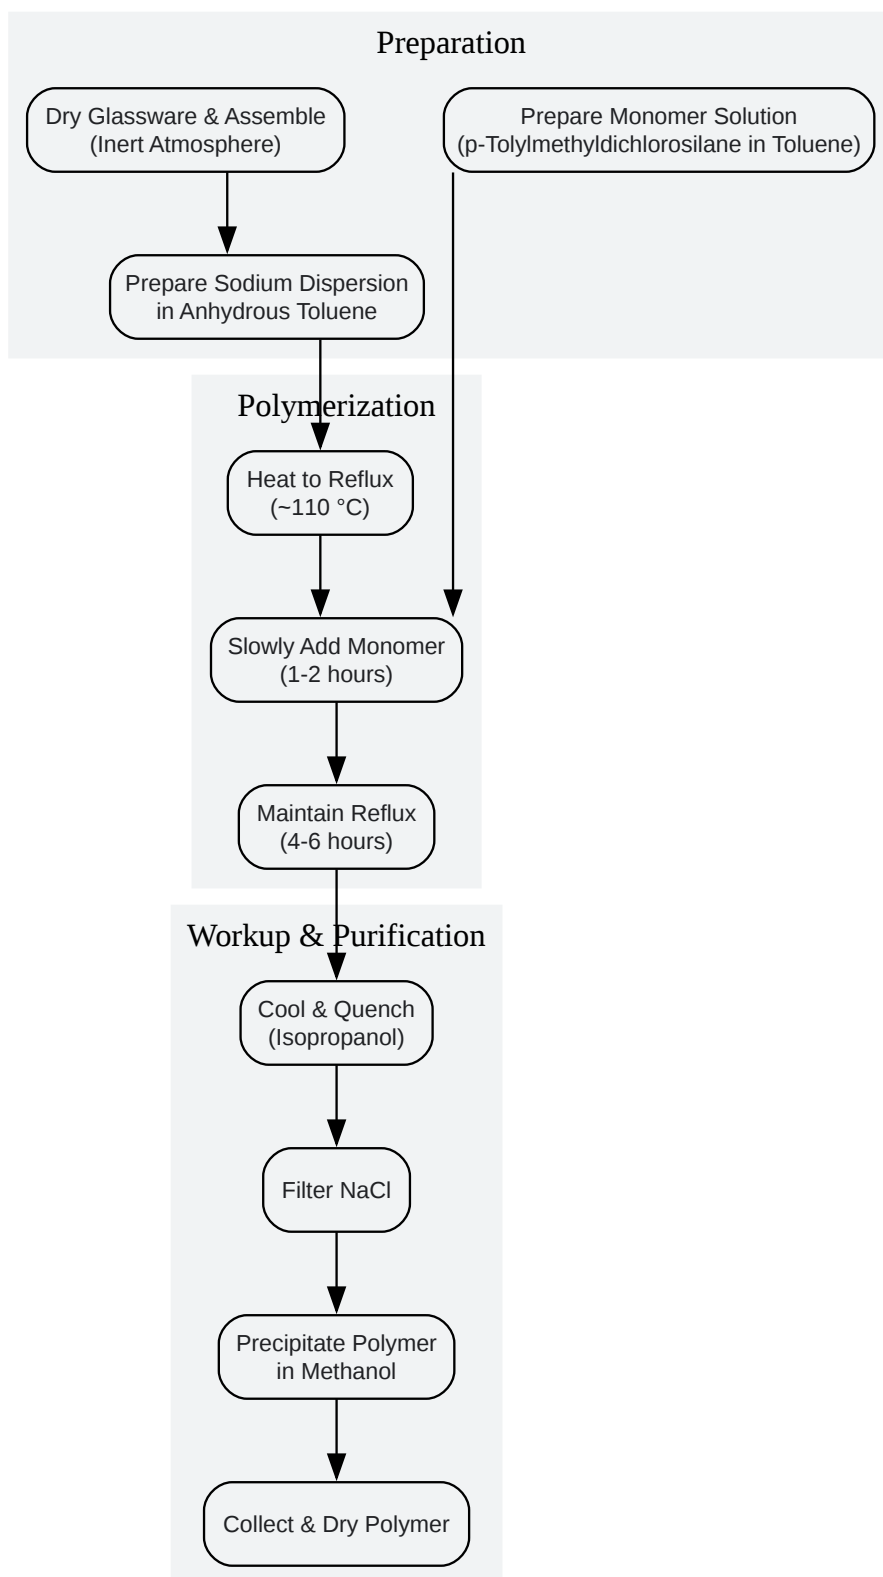 Preparation
Dry Glassware & Assemble
(Inert Atmosphere)
Prepare Monomer Solution
(p-Tolylmethyldichlorosilane in Toluene)
Prepare Sodium Dispersion
in Anhydrous Toluene
Polymerization
Heat to Reflux
(~110 °C)
Slowly Add Monomer
(1-2 hours)
Maintain Reflux
(4-6 hours)
Workup & Purification
Cool & Quench
(Isopropanol)
Filter NaCl
Precipitate Polymer
in Methanol
Collect & Dry Polymer